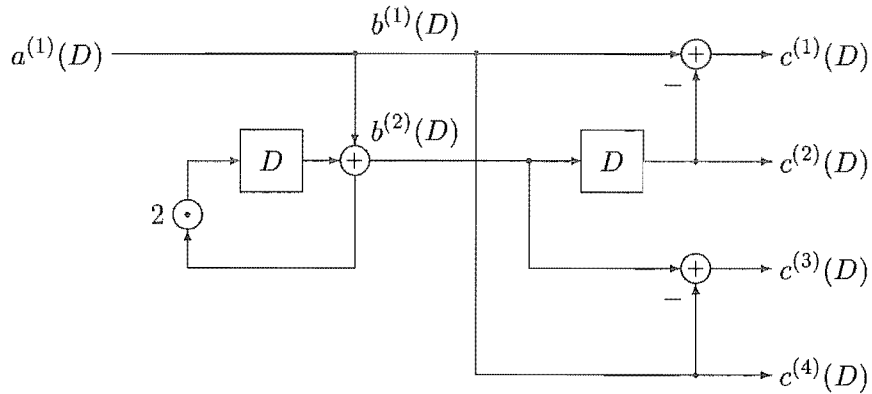 b^{(1)}(D)
a^{(1)}(D)
+
c^{(1)}(D)
−
b^{(2)}(D)
D
+
D
c^{(2)}(D)
2
+
c^{(3)}(D)
−
c^{(4)}(D)